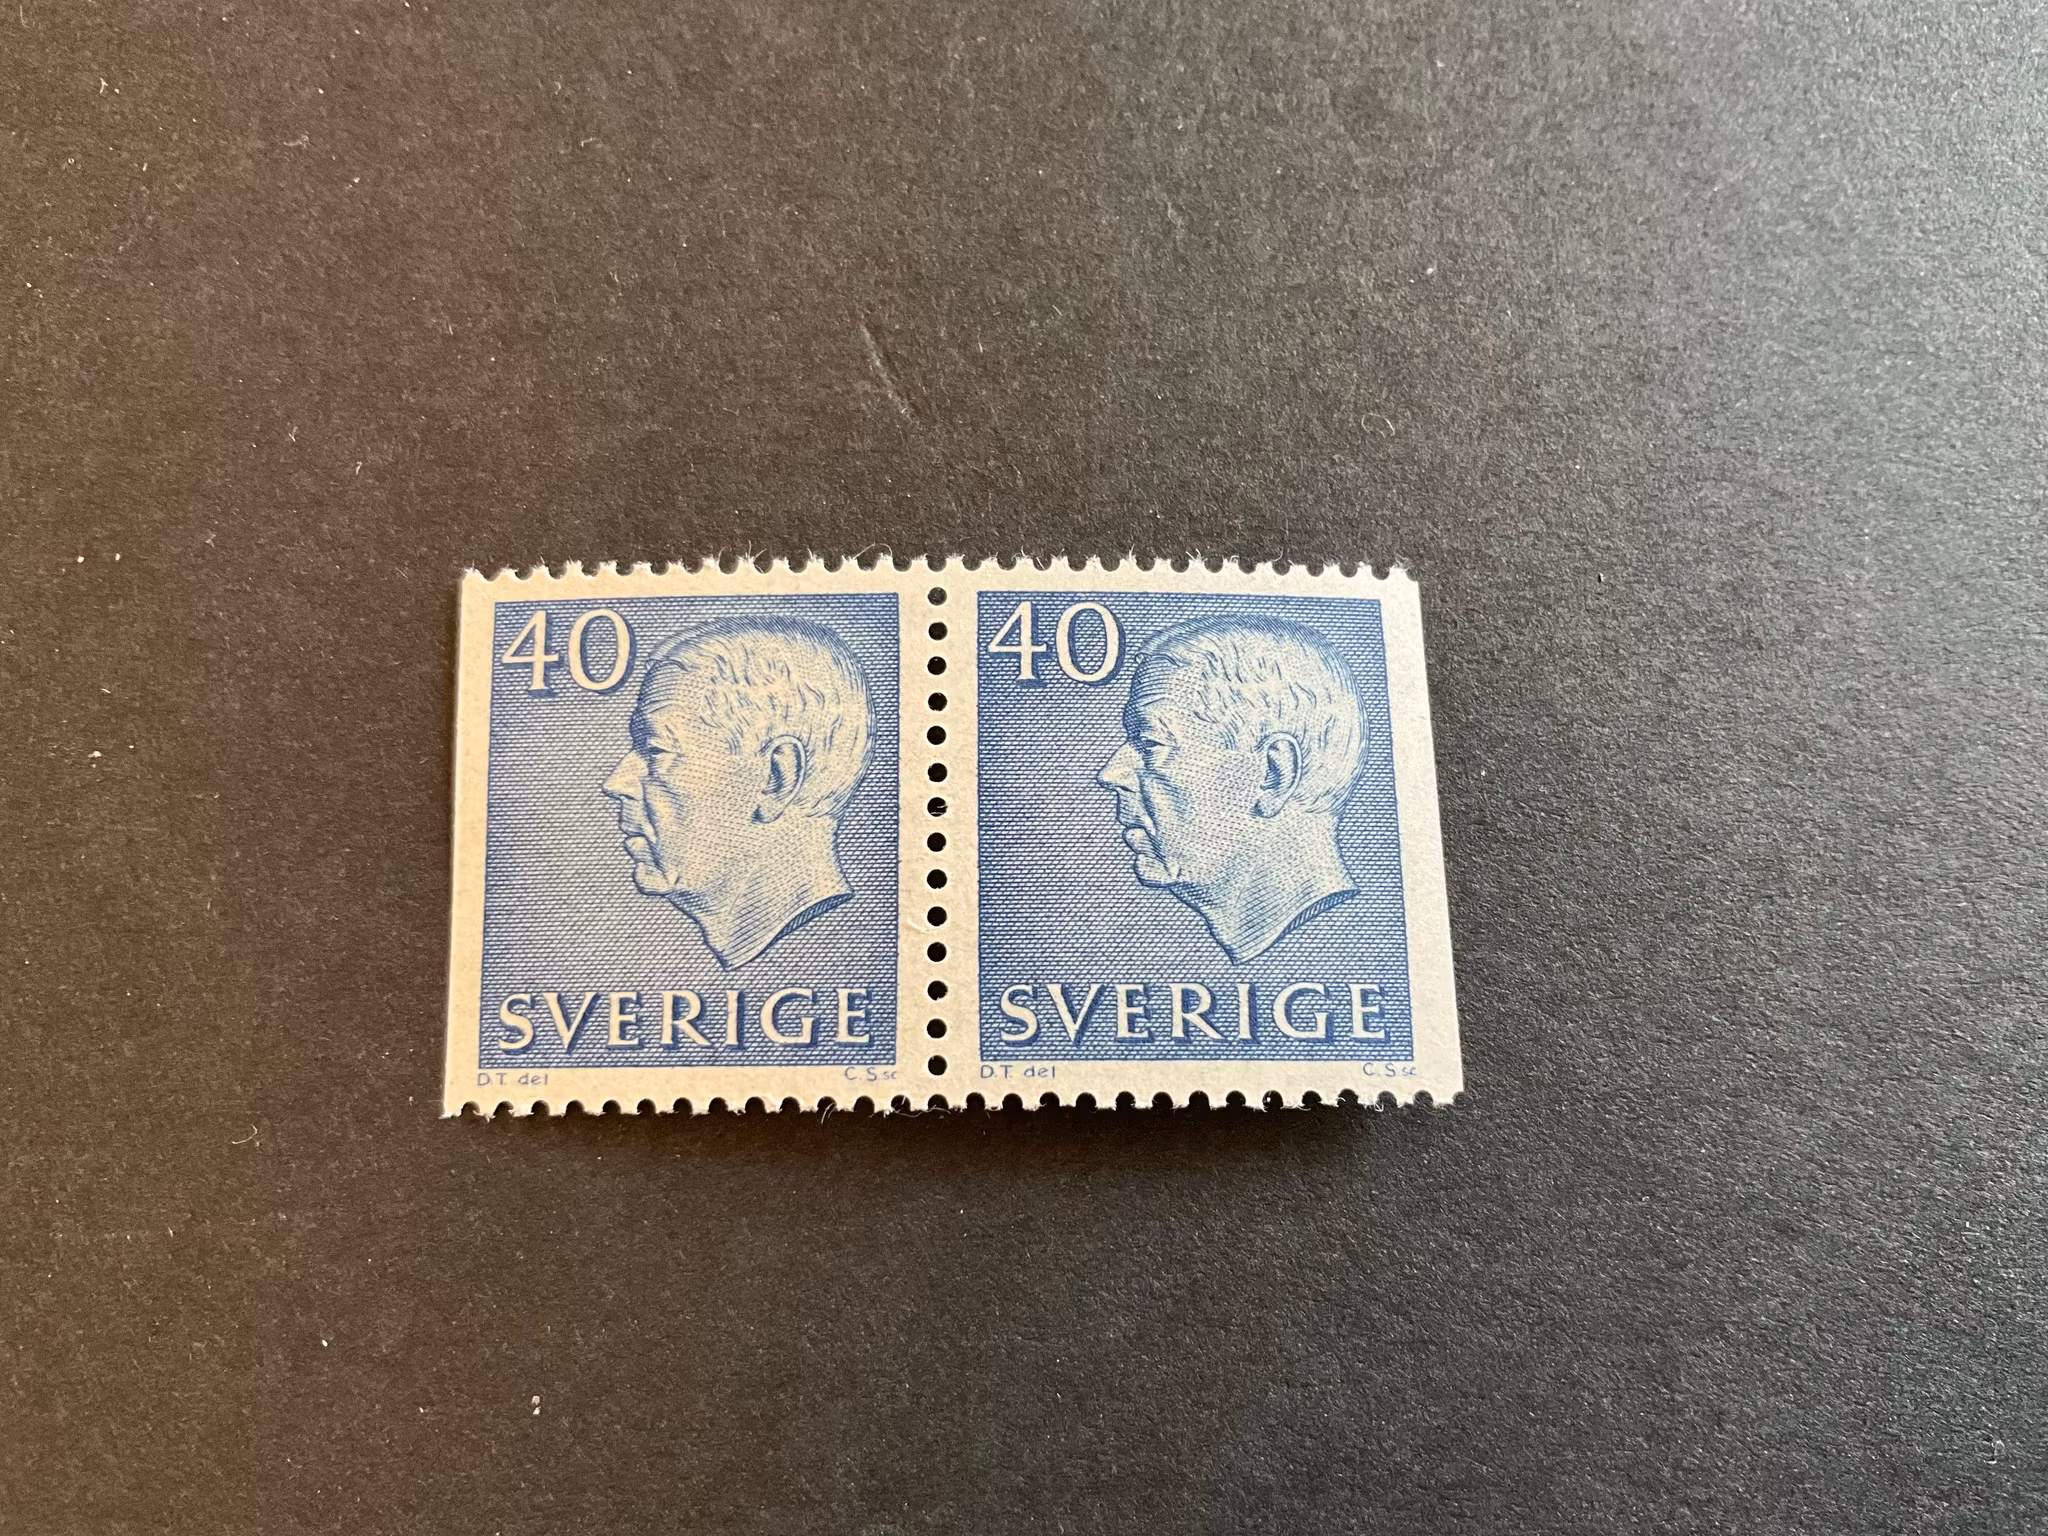 40
SVERIGE
D.T. del C.S sc
40
SVERIGE
D.T. del C.S sc